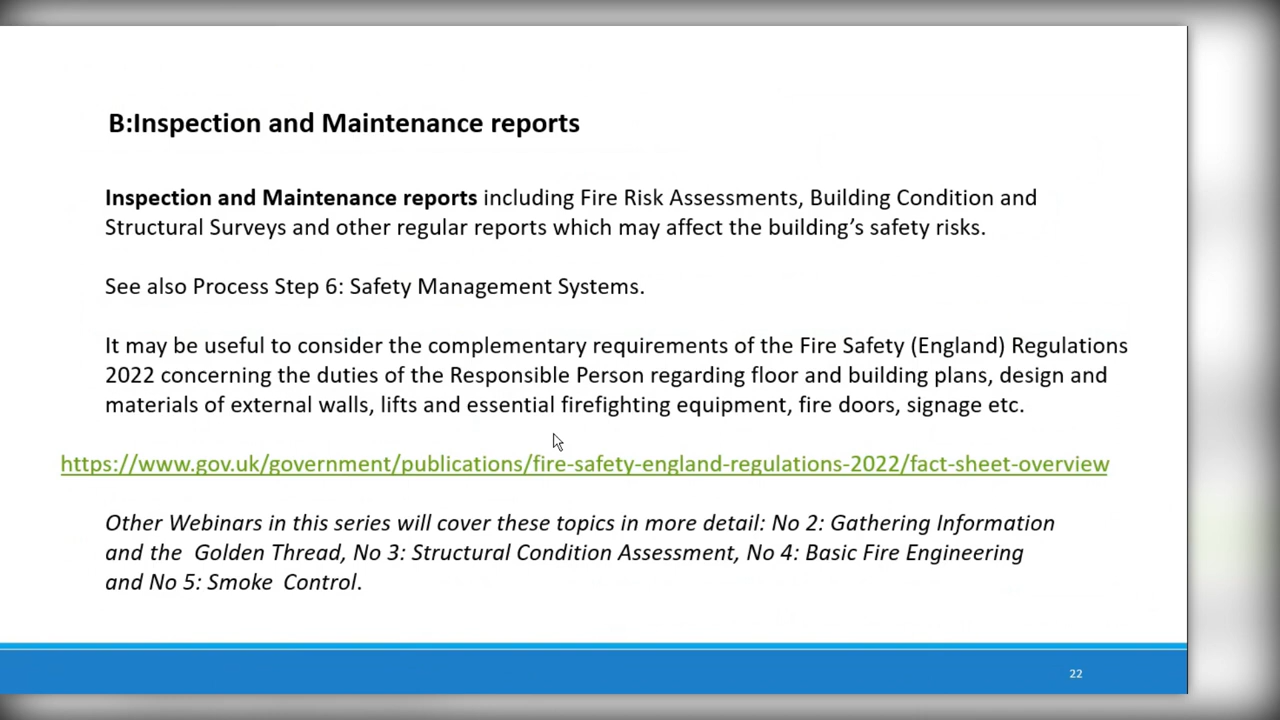 B:Inspection and Maintenance reports
Inspection and Maintenance reports including Fire Risk Assessments, Building Condition and
Structural Surveys and other regular reports which may affect the building’s safety risks.
See also Process Step 6: Safety Management Systems.
It may be useful to consider the complementary requirements of the Fire Safety (England) Regulations
2022 concerning the duties of the Responsible Person regarding floor and building plans, design and
materials of external walls, lifts and essential firefighting equipment, fire doors, signage etc.
https://www.gov.uk/government/publications/fire-safety-england-regulations-2022/fact-sheet-overview
Other Webinars in this series will cover these topics in more detail: No 2: Gathering Information
and the Golden Thread, No 3: Structural Condition Assessment, No 4: Basic Fire Engineering
and No 5: Smoke Control.
22